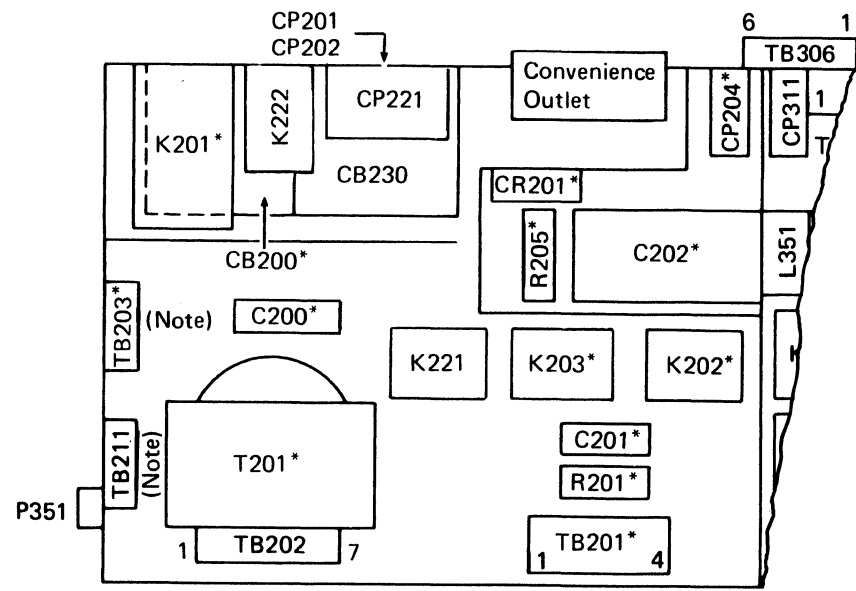 CP201
CP202
6 1
TB306
K201*
K222
CP221
Convenience
Outlet
CP204*
CP311
1
T
CB230
CR201*
CB200*
R205*
C202*
L351
TB203*
(Note)
C200*
K221
K203*
K202*
TB211
(Note)
T201*
C201*
R201*
P351
1 TB202 7
TB201*
1 4